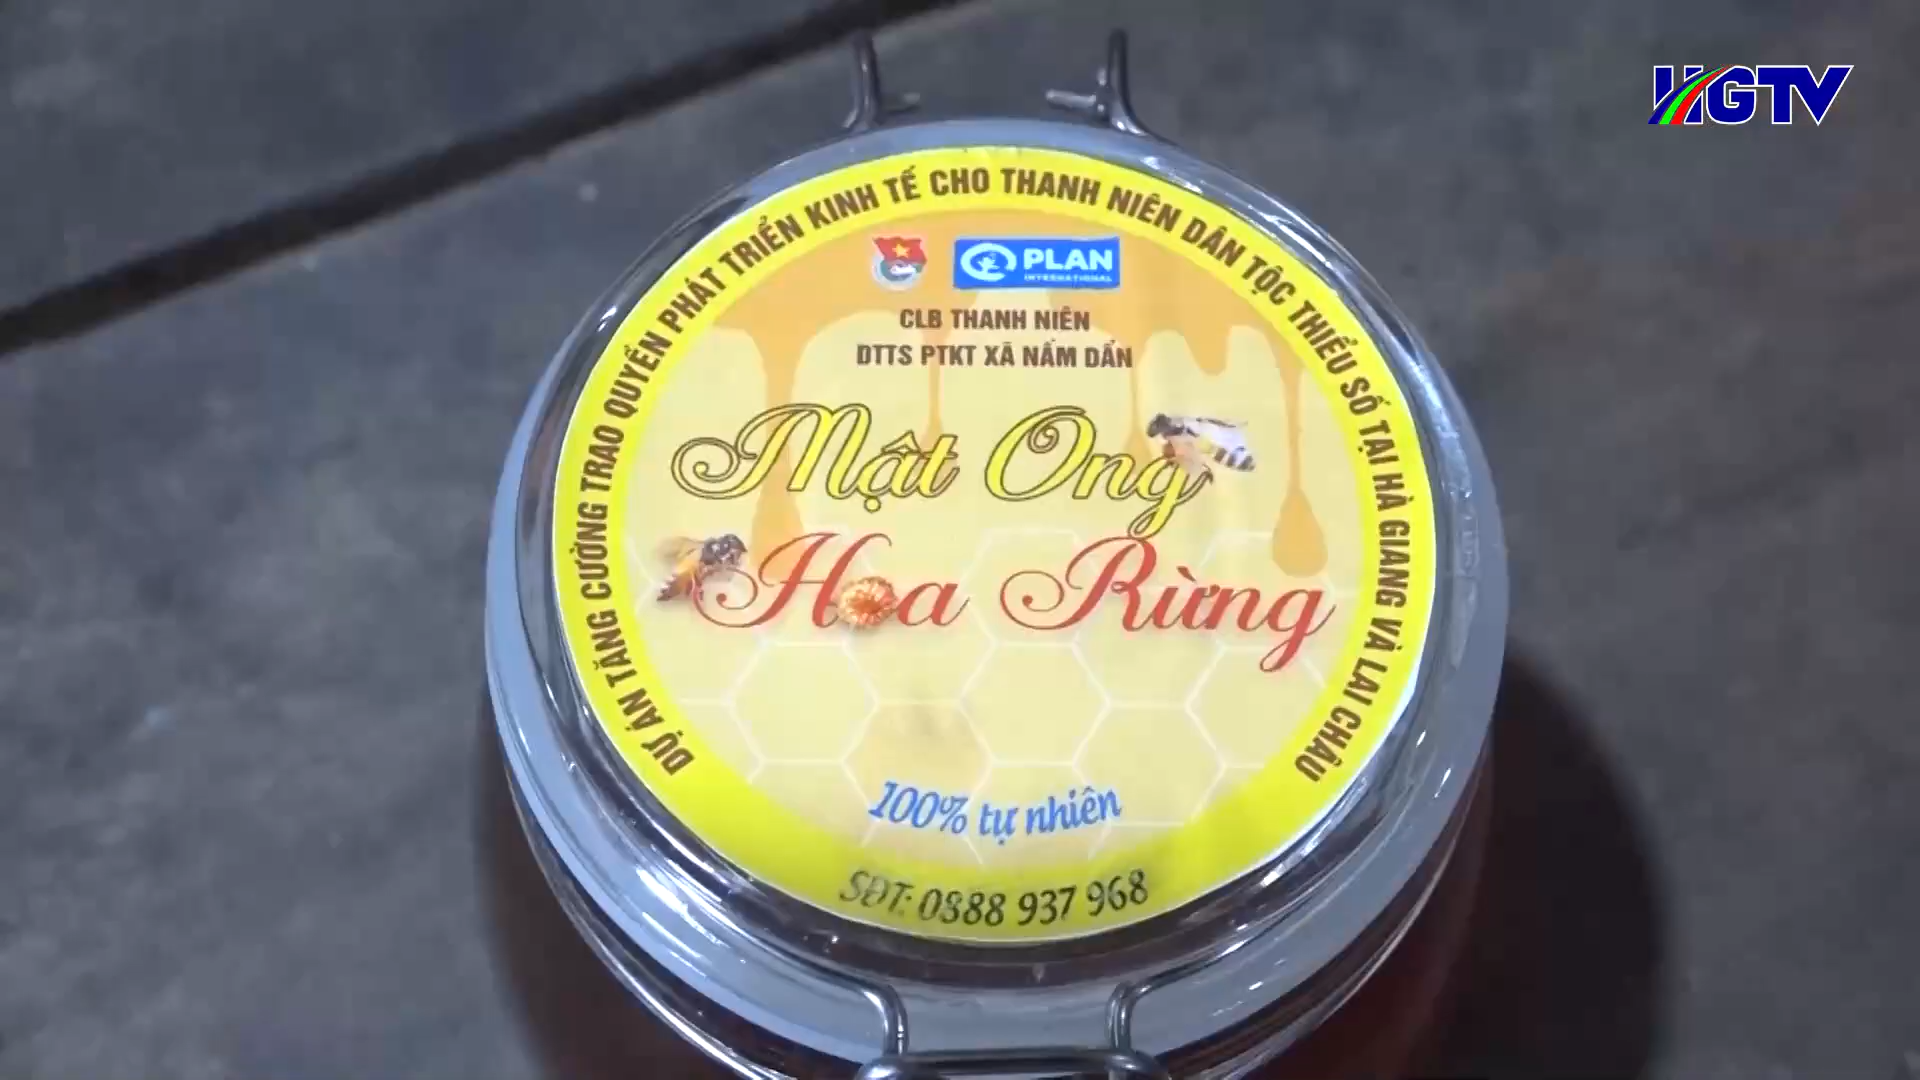 HGTV
DỰ ÁN TĂNG CƯỜNG TRAO QUYỀN PHÁT TRIỂN KINH TẾ CHO THANH NIÊN DÂN TỘC THIỂU SỐ TẠI HÀ GIANG VÀ LAI CHÂU
PLAN
INTERNATIONAL
CLB THANH NIÊN
DTTS PTKT XÃ NẤM DẨN
Mật Ong
Hoa Rừng
100% tự nhiên
SĐT: 0888 937 968